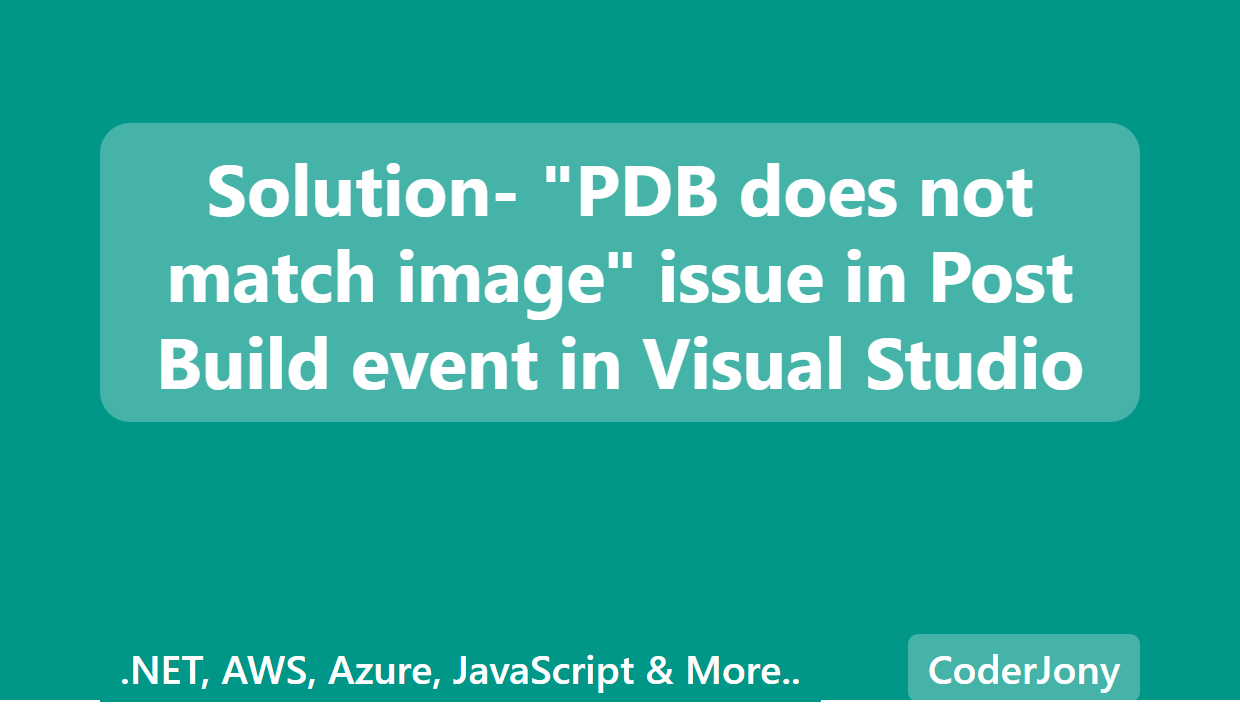 Solution- "PDB does not
match image" issue in Post
Build event in Visual Studio
.NET, AWS, Azure, JavaScript & More..
CoderJony